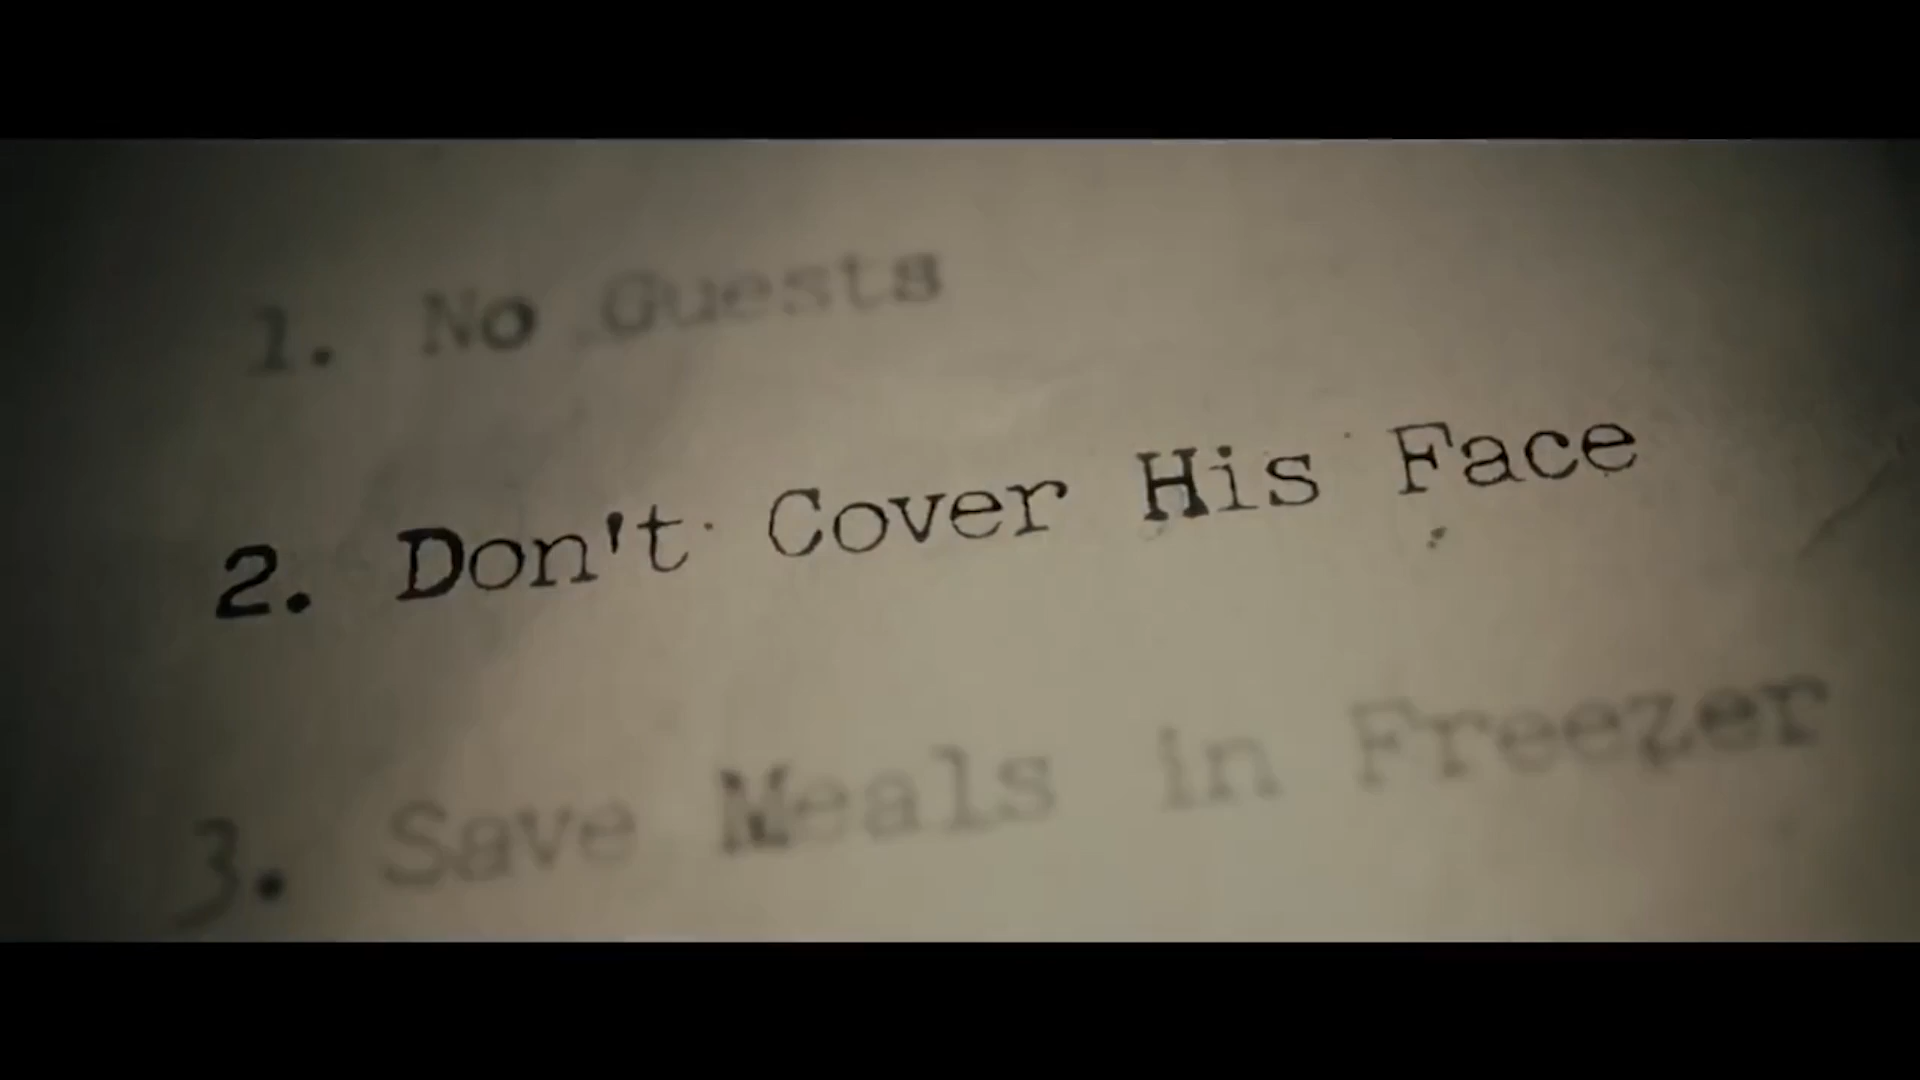 1. No Guests
2. Don't Cover His Face
3. Save Meals in Freezer